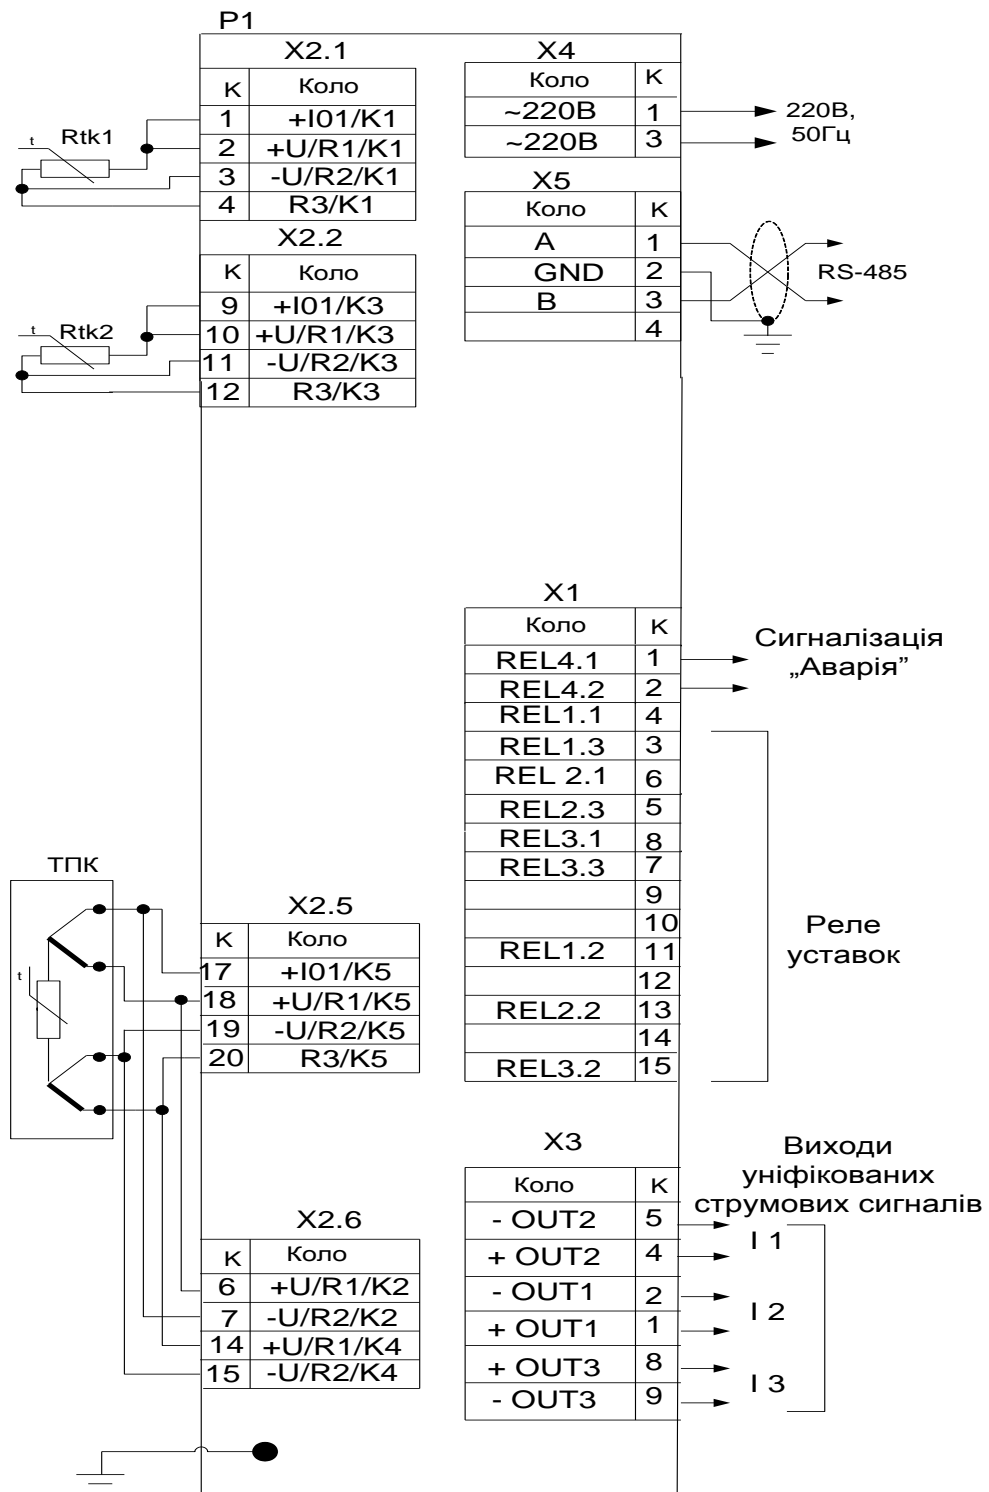 P1
X2.1
К Коло
1 +I01/K1
2 +U/R1/K1
3 -U/R2/K1
4 R3/K1
t Rtk1
X2.2
К Коло
9 +I01/K3
10 +U/R1/K3
11 -U/R2/K3
12 R3/K3
t Rtk2
X4
Коло К
~220В 1
~220В 3
220В,
50Гц
X5
Коло К
A 1
GND 2
B 3
4
RS-485
X1
Коло К
REL4.1 1
REL4.2 2
REL1.1 4
REL1.3 3
REL 2.1 6
REL2.3 5
REL3.1 8
REL3.3 7
9
10
REL1.2 11
12
REL2.2 13
14
REL3.2 15
Сигналізація
„Аварія”
Реле
уставок
ТПК
t
X2.5
К Коло
17 +I01/K5
18 +U/R1/K5
19 -U/R2/K5
20 R3/K5
X2.6
К Коло
6 +U/R1/K2
7 -U/R2/K2
14 +U/R1/K4
15 -U/R2/K4
X3
Коло К
- OUT2 5
+ OUT2 4
- OUT1 2
+ OUT1 1
+ OUT3 8
- OUT3 9
Виходи
уніфікованих
струмових сигналів
I 1
I 2
I 3